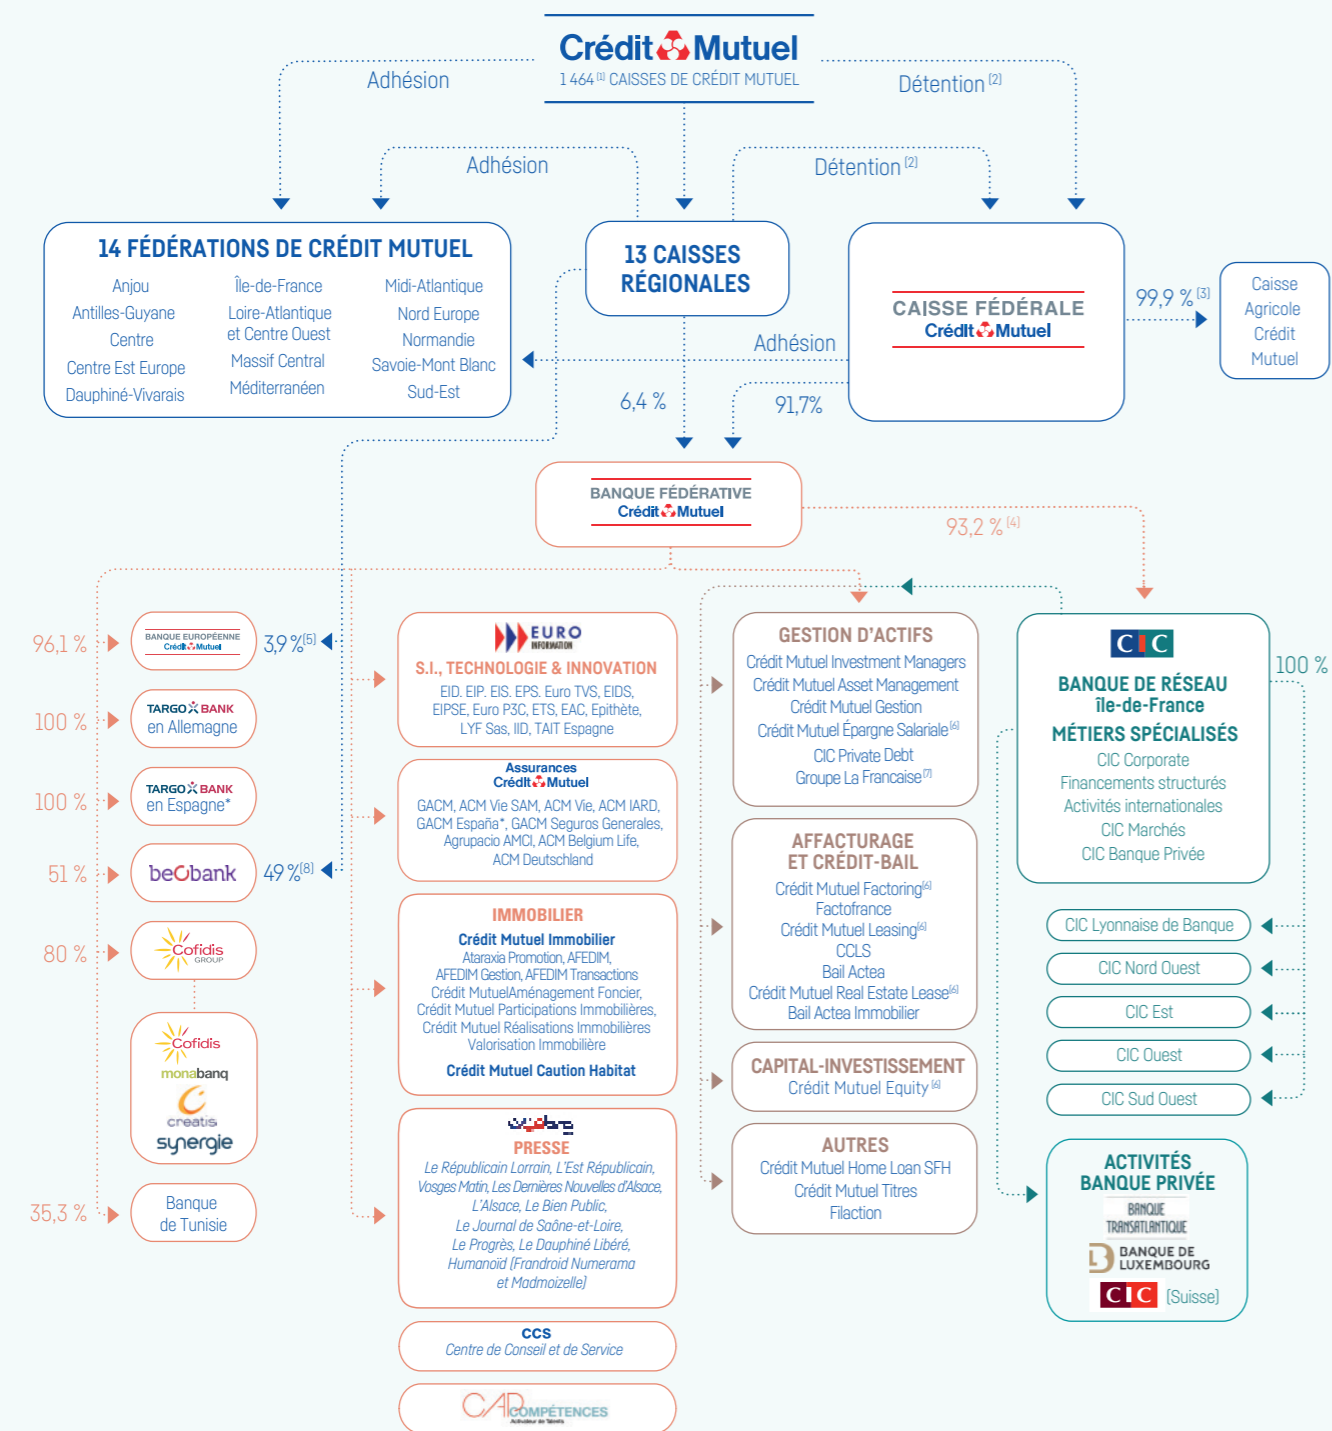 Crédit Mutuel
1 464 [1] CAISSES DE CRÉDIT MUTUEL
Adhésion
Détention [2]
Adhésion
Détention [2]
14 FÉDÉRATIONS DE CRÉDIT MUTUEL
Anjou
Antilles-Guyane
Centre
Centre Est Europe
Dauphiné-Vivarais
Île-de-France
Loire-Atlantique
et Centre Ouest
Massif Central
Méditerranéen
Midi-Atlantique
Nord Europe
Normandie
Savoie-Mont Blanc
Sud-Est
13 CAISSES
RÉGIONALES
CAISSE FÉDÉRALE
Crédit Mutuel
99,9 % [3]
Caisse
Agricole
Crédit
Mutuel
Adhésion
6,4 %
91,7%
BANQUE FÉDÉRATIVE
Crédit Mutuel
93,2 % [4]
96,1 %
BANQUE EUROPÉENNE
Crédit Mutuel
3,9 % [5]
100 %
TARGO BANK
en Allemagne
100 %
TARGO BANK
en Espagne*
51 %
beobank
49 % [8]
80 %
Cofidis
GROUP
Cofidis
monabanq
creatis
synergie
35,3 %
Banque
de Tunisie
EURO
INFORMATION
S.I., TECHNOLOGIE & INNOVATION
EID. EIP. EIS. EPS. Euro TVS, EIDS,
EIPSE, Euro P3C, ETS, EAC, Epithète,
LYF Sas, IID, TAIT Espagne
Assurances
Crédit Mutuel
GACM, ACM Vie SAM, ACM Vie, ACM IARD,
GACM España*, GACM Seguros Generales,
Agrupacio AMCI, ACM Belgium Life,
ACM Deutschland
IMMOBILIER
Crédit Mutuel Immobilier
Ataraxia Promotion, AFEDIM,
AFEDIM Gestion, AFEDIM Transactions
Crédit MutuelAménagement Foncier,
Crédit Mutuel Participations Immobilières,
Crédit Mutuel Réalisations Immobilières
Valorisation Immobilière
Crédit Mutuel Caution Habitat
PRESSE
Le Républicain Lorrain, L'Est Républicain,
Vosges Matin, Les Dernières Nouvelles d'Alsace,
L'Alsace, Le Bien Public,
Le Journal de Saône-et-Loire,
Le Progrès, Le Dauphiné Libéré,
Humanoïd (Frandroid Numerama
et Madmoizelle)
CCS
Centre de Conseil et de Service
CAP COMPÉTENCES
Activateur de Talents
GESTION D'ACTIFS
Crédit Mutuel Investment Managers
Crédit Mutuel Asset Management
Crédit Mutuel Gestion
Crédit Mutuel Épargne Salariale [6]
CIC Private Debt
Groupe La Francaise [7]
AFFACTURAGE
ET CRÉDIT-BAIL
Crédit Mutuel Factoring [6]
Factofrance
Crédit Mutuel Leasing [6]
CCLS
Bail Actea
Crédit Mutuel Real Estate Lease [6]
Bail Actea Immobilier
CAPITAL-INVESTISSEMENT
Crédit Mutuel Equity [6]
AUTRES
Crédit Mutuel Home Loan SFH
Crédit Mutuel Titres
Filaction
CIC
BANQUE DE RÉSEAU
île-de-France
MÉTIERS SPÉCIALISÉS
CIC Corporate
Financements structurés
Activités internationales
CIC Marchés
CIC Banque Privée
100 %
CIC Lyonnaise de Banque
CIC Nord Ouest
CIC Est
CIC Ouest
CIC Sud Ouest
ACTIVITÉS
BANQUE PRIVÉE
BANQUE
TRANSATLANTIQUE
BANQUE DE
LUXEMBOURG
CIC (Suisse)